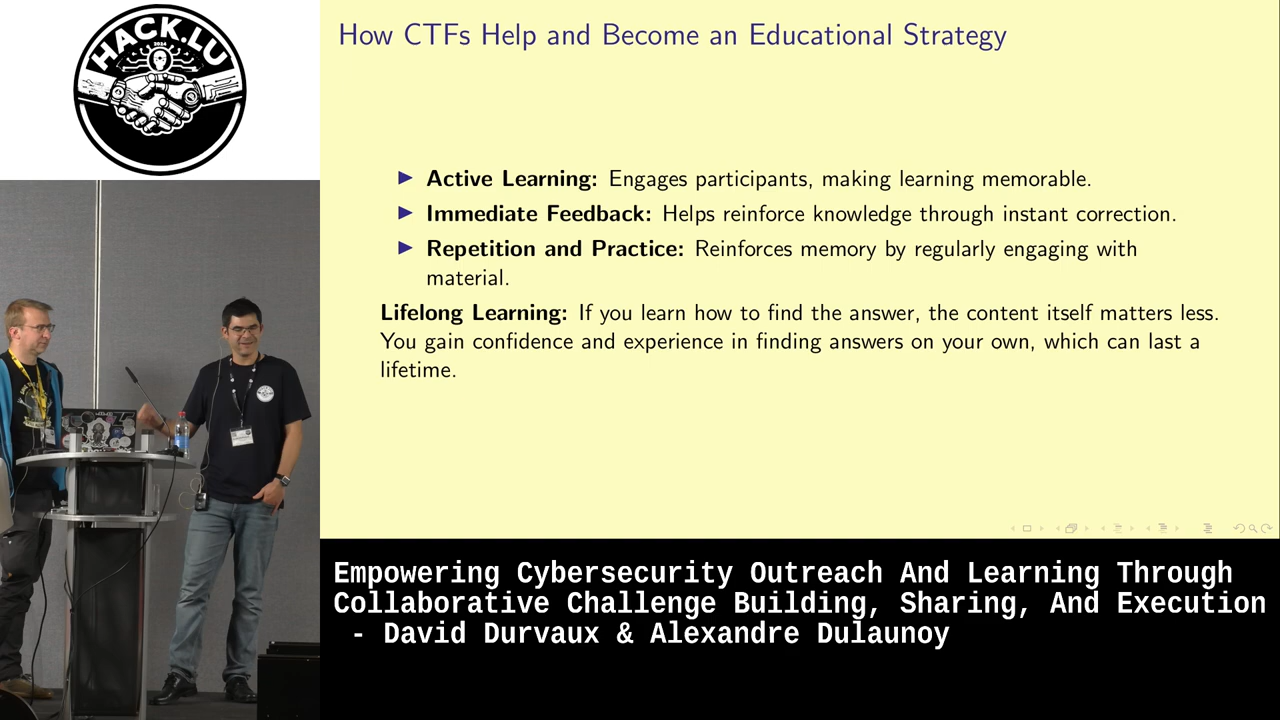 HACK.LU
2024
How CTFs Help and Become an Educational Strategy
Active Learning: Engages participants, making learning memorable.
Immediate Feedback: Helps reinforce knowledge through instant correction.
Repetition and Practice: Reinforces memory by regularly engaging with
material.
Lifelong Learning: If you learn how to find the answer, the content itself matters less.
You gain confidence and experience in finding answers on your own, which can last a
lifetime.
Empowering Cybersecurity Outreach And Learning Through
Collaborative Challenge Building, Sharing, And Execution
- David Durvaux & Alexandre Dulaunoy